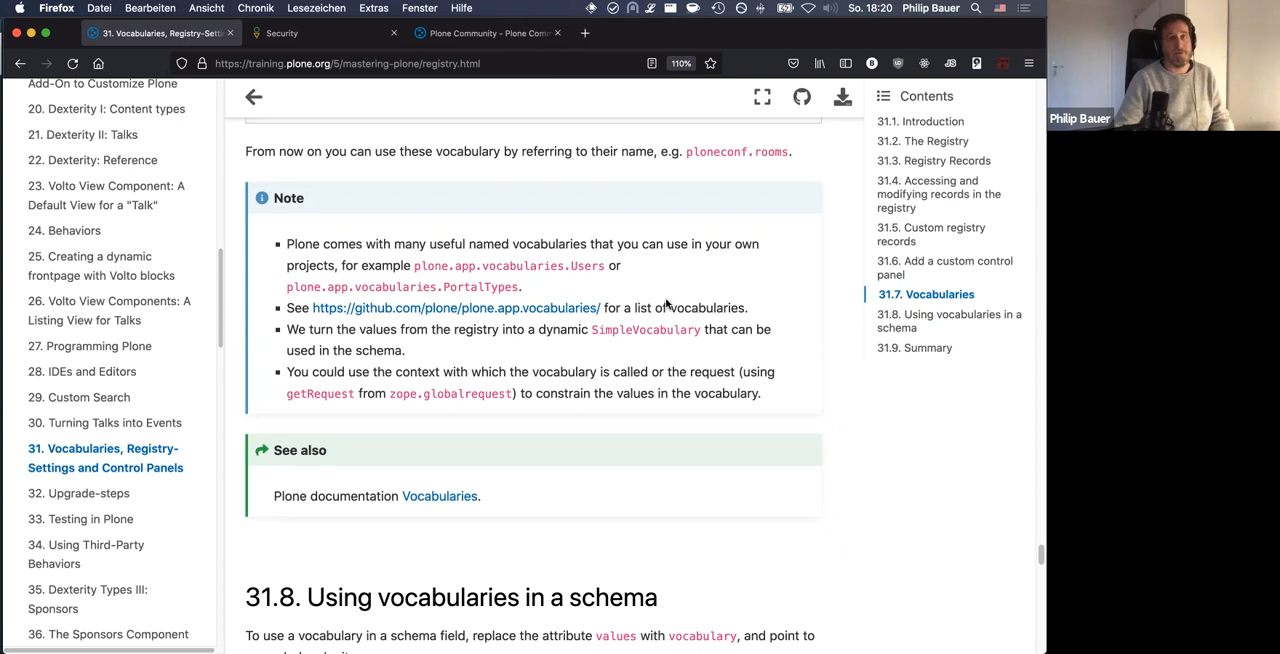 Firefox Datei Bearbeiten Ansicht Chronik Lesezeichen Extras Fenster Hilfe So. 18:20 Philip Bauer
31. Vocabularies, Registry-Setti
Security
Plone Community - Plone Comm
https://training.plone.org/5/mastering-plone/registry.html
110%
Add-On to Customize Plone
20. Dexterity I: Content types
21. Dexterity II: Talks
22. Dexterity: Reference
23. Volto View Component: A
Default View for a "Talk"
24. Behaviors
25. Creating a dynamic
frontpage with Volto blocks
26. Volto View Components: A
Listing View for Talks
27. Programming Plone
28. IDEs and Editors
29. Custom Search
30. Turning Talks into Events
31. Vocabularies, Registry-
Settings and Control Panels
32. Upgrade-steps
33. Testing in Plone
34. Using Third-Party
Behaviors
35. Dexterity Types III:
Sponsors
36. The Sponsors Component
From now on you can use these vocabulary by referring to their name, e.g. ploneconf.rooms.
Note
Plone comes with many useful named vocabularies that you can use in your own
projects, for example plone.app.vocabularies.Users or
plone.app.vocabularies.PortalTypes.
See https://github.com/plone/plone.app.vocabularies/ for a list of vocabularies.
We turn the values from the registry into a dynamic SimpleVocabulary that can be
used in the schema.
You could use the context with which the vocabulary is called or the request (using
getRequest from zope.globalrequest) to constrain the values in the vocabulary.
See also
Plone documentation Vocabularies.
31.8. Using vocabularies in a schema
To use a vocabulary in a schema field, replace the attribute values with vocabulary, and point to
Contents
31.1. Introduction
31.2. The Registry
31.3. Registry Records
31.4. Accessing and
modifying records in the
registry
31.5. Custom registry
records
31.6. Add a custom control
panel
31.7. Vocabularies
31.8. Using vocabularies in a
schema
31.9. Summary
Philip Bauer